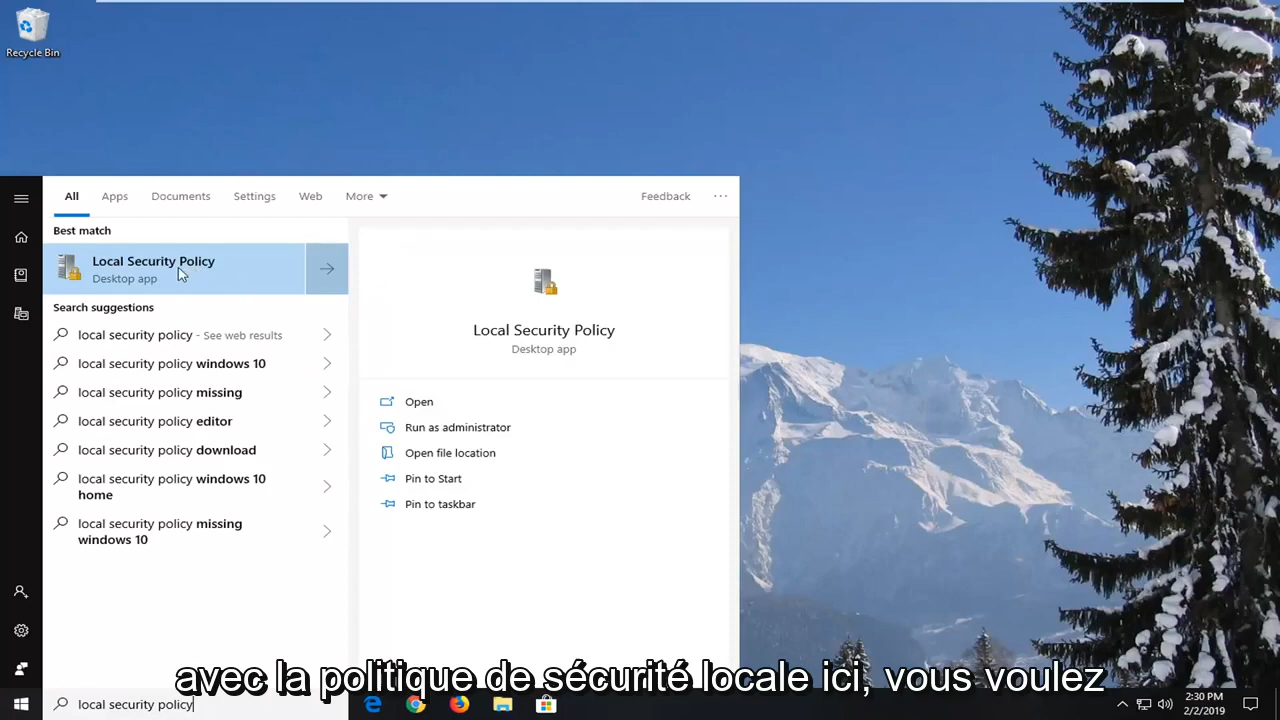 Recycle Bin
All Apps Documents Settings Web More Feedback ...
Best match
Local Security Policy
Desktop app
Search suggestions
local security policy - See web results
local security policy windows 10
local security policy missing
local security policy editor
local security policy download
local security policy windows 10
home
local security policy missing
windows 10
Local Security Policy
Desktop app
Open
Run as administrator
Open file location
Pin to Start
Pin to taskbar
avec la politique de sécurité locale ici, vous voulez
local security policy
2:30 PM
2/2/2019